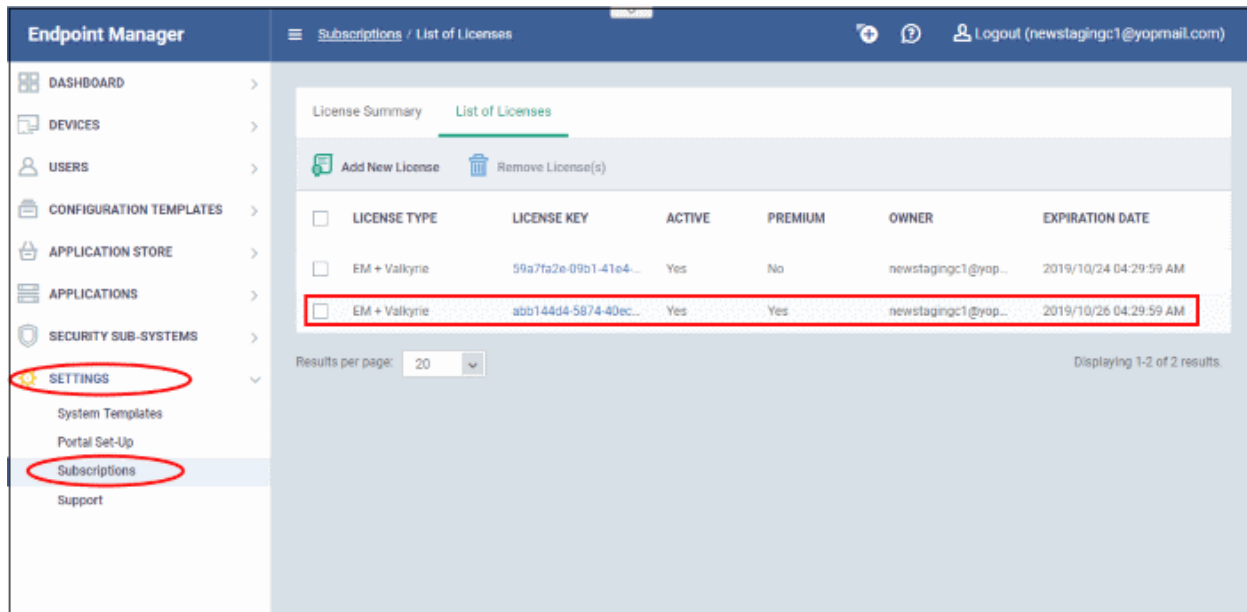 Endpoint Manager
Subscriptions / List of Licenses
Logout (newstagingc1@yopmail.com)
DASHBOARD
DEVICES
USERS
CONFIGURATION TEMPLATES
APPLICATION STORE
APPLICATIONS
SECURITY SUB-SYSTEMS
SETTINGS
System Templates
Portal Set-Up
Subscriptions
Support
License Summary List of Licenses
Add New License Remove License(s)
LICENSE TYPE LICENSE KEY ACTIVE PREMIUM OWNER EXPIRATION DATE
EM + Valkyrie 59a7fa2e-09b1-41e4-... Yes No newstagingc1@yop... 2019/10/24 04:29:59 AM
EM + Valkyrie abb144d4-5874-40ec... Yes Yes newstagingc1@yop... 2019/10/26 04:29:59 AM
Results per page: 20 Displaying 1-2 of 2 results.